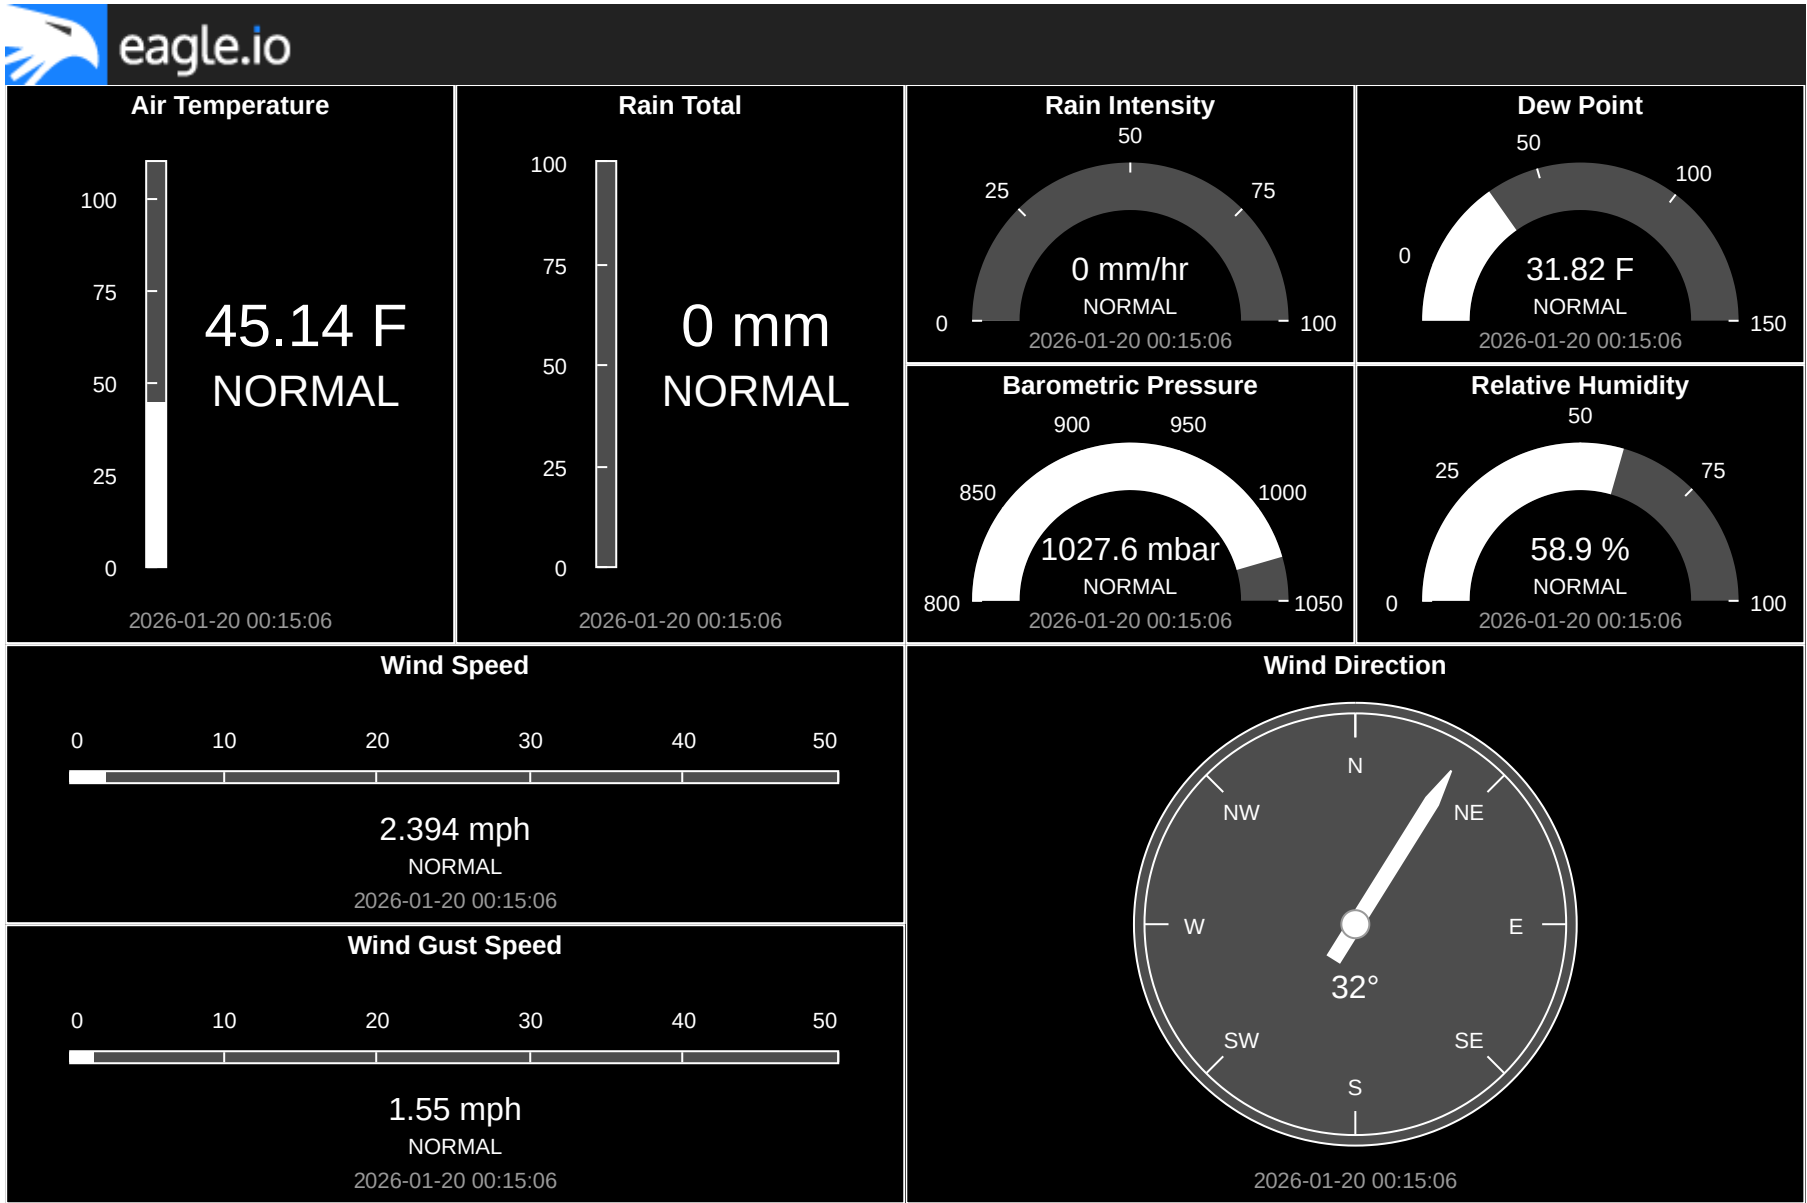 eagle.io
Air Temperature
100
75
50
25
0
45.14 F
NORMAL
2026-01-20 00:15:06
Rain Total
100
75
50
25
0
0 mm
NORMAL
2026-01-20 00:15:06
Rain Intensity
0
25
50
75
100
0 mm/hr
NORMAL
2026-01-20 00:15:06
Dew Point
0
50
100
150
31.82 F
NORMAL
2026-01-20 00:15:06
Barometric Pressure
800
850
900
950
1000
1050
1027.6 mbar
NORMAL
2026-01-20 00:15:06
Relative Humidity
0
25
50
75
100
58.9 %
NORMAL
2026-01-20 00:15:06
Wind Speed
0 10 20 30 40 50
2.394 mph
NORMAL
2026-01-20 00:15:06
Wind Gust Speed
0 10 20 30 40 50
1.55 mph
NORMAL
2026-01-20 00:15:06
Wind Direction
N
NW NE
W E
32°
SW SE
S
2026-01-20 00:15:06